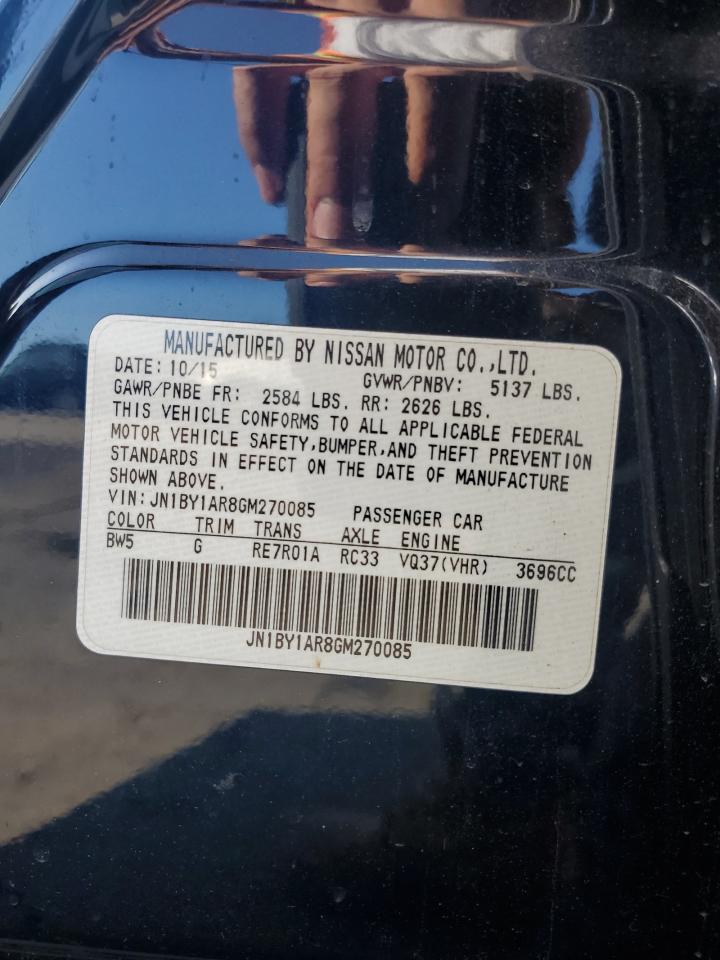 MANUFACTURED BY NISSAN MOTOR CO.,LTD.
DATE: 10/15 GVWR/PNBV: 5137 LBS.
GAWR/PNBE FR: 2584 LBS. RR: 2626 LBS.
THIS VEHICLE CONFORMS TO ALL APPLICABLE FEDERAL
MOTOR VEHICLE SAFETY,BUMPER,AND THEFT PREVENTION
STANDARDS IN EFFECT ON THE DATE OF MANUFACTURE
SHOWN ABOVE.
VIN:JN1BY1AR8GM270085 PASSENGER CAR
COLOR TRIM TRANS AXLE ENGINE
BW5 G RE7R01A RC33 VQ37(VHR) 3696CC
JN1BY1AR8GM270085